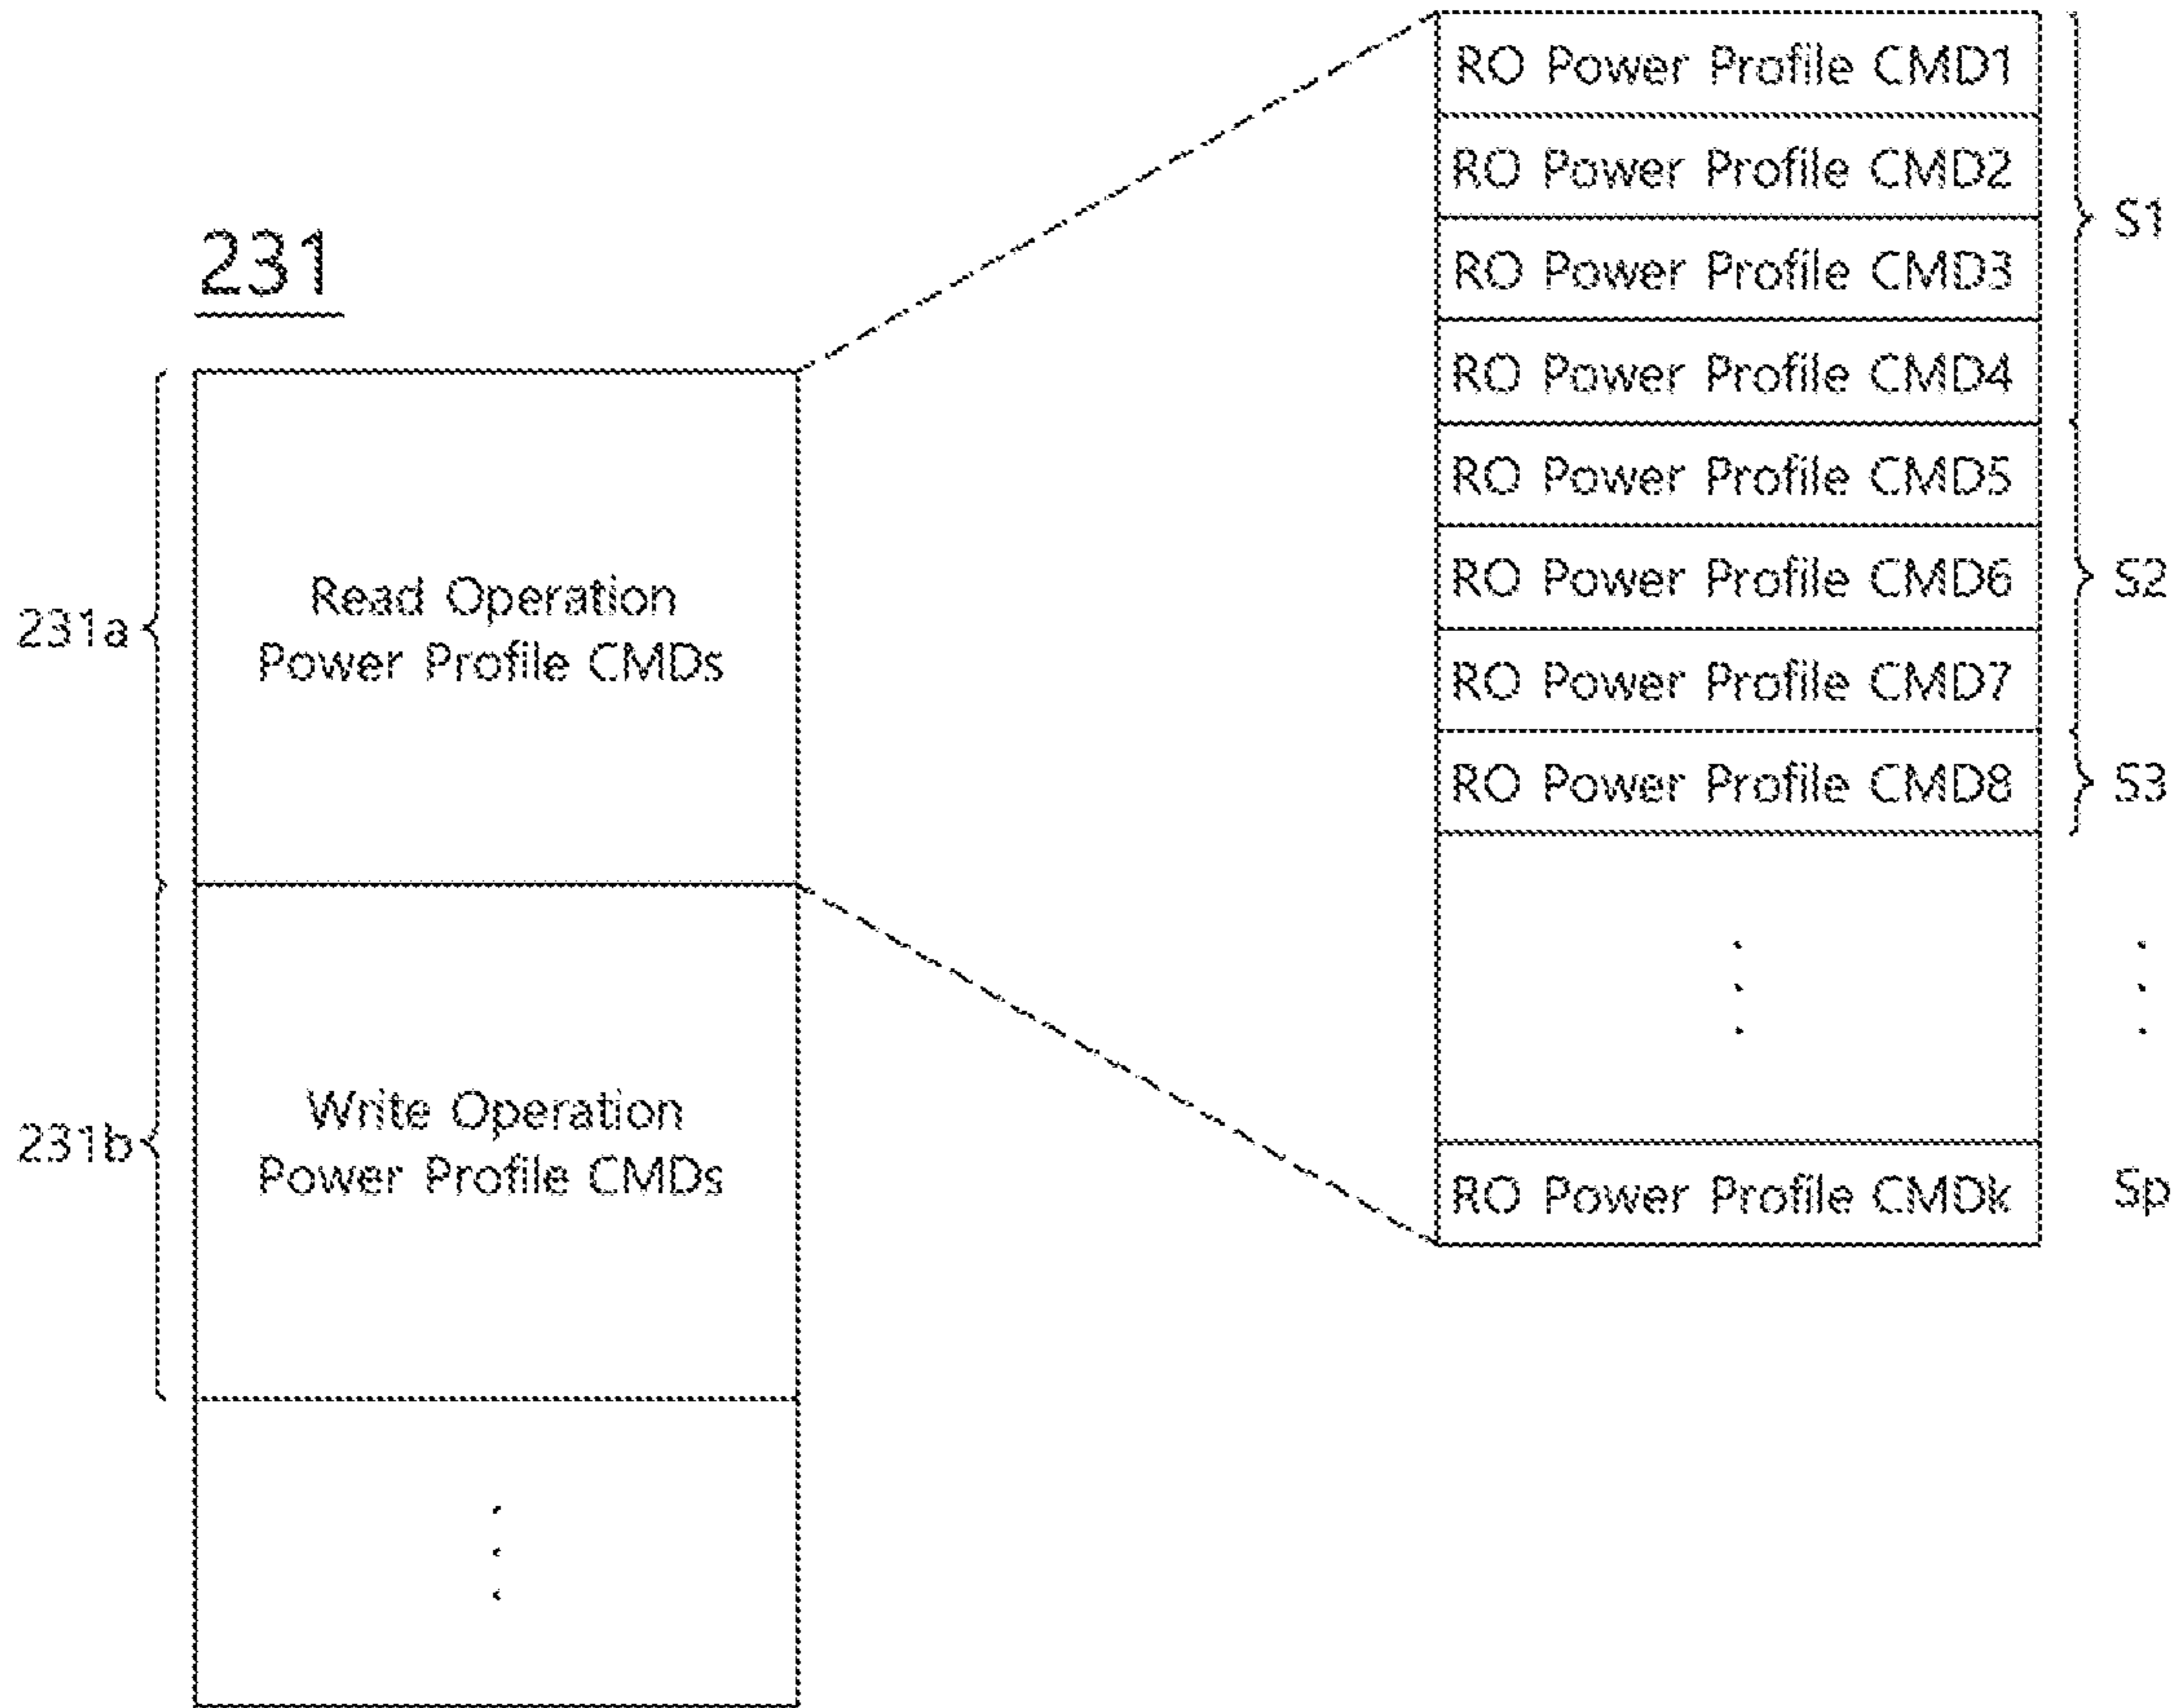 231
231a
Read Operation
Power Profile CMDs
231b
Write Operation
Power Profile CMDs
RO Power Profile CMD1
RO Power Profile CMD2
RO Power Profile CMD3
RO Power Profile CMD4
RO Power Profile CMD5
RO Power Profile CMD6
RO Power Profile CMD7
RO Power Profile CMD8
RO Power Profile CMDk
S1
S2
S3
Sp